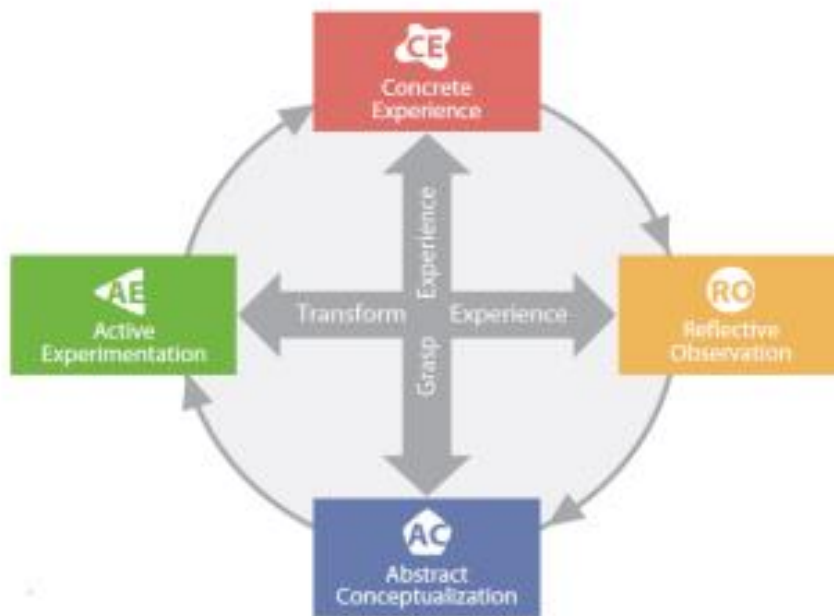 CE
Concrete
Experience
AE
Active
Experimentation
Transform Experience
Grasp Experience
RO
Reflective
Observation
AC
Abstract
Conceptualization